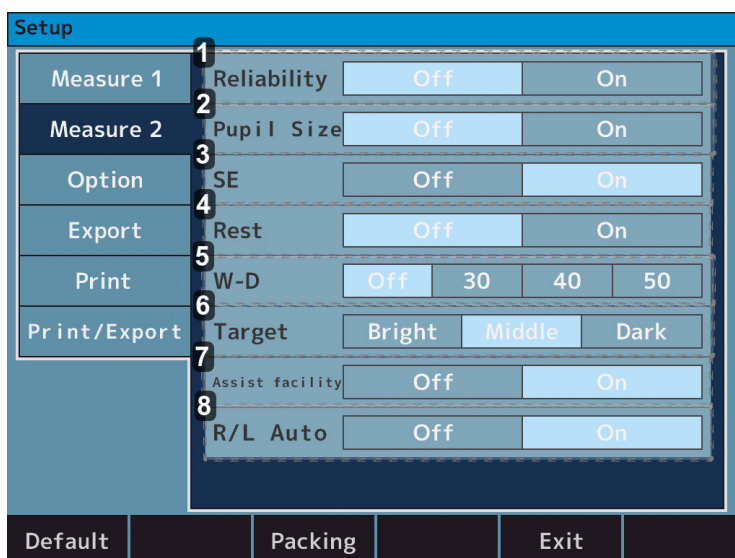 Setup
Measure 1
Measure 2
Option
Export
Print
Print/Export
1
Reliability Off On
2
Pupil Size Off On
3
SE Off On
4
Rest Off On
5
W-D Off 30 40 50
6
Target Bright Middle Dark
7
Assist facility Off On
8
R/L Auto Off On
Default Packing Exit